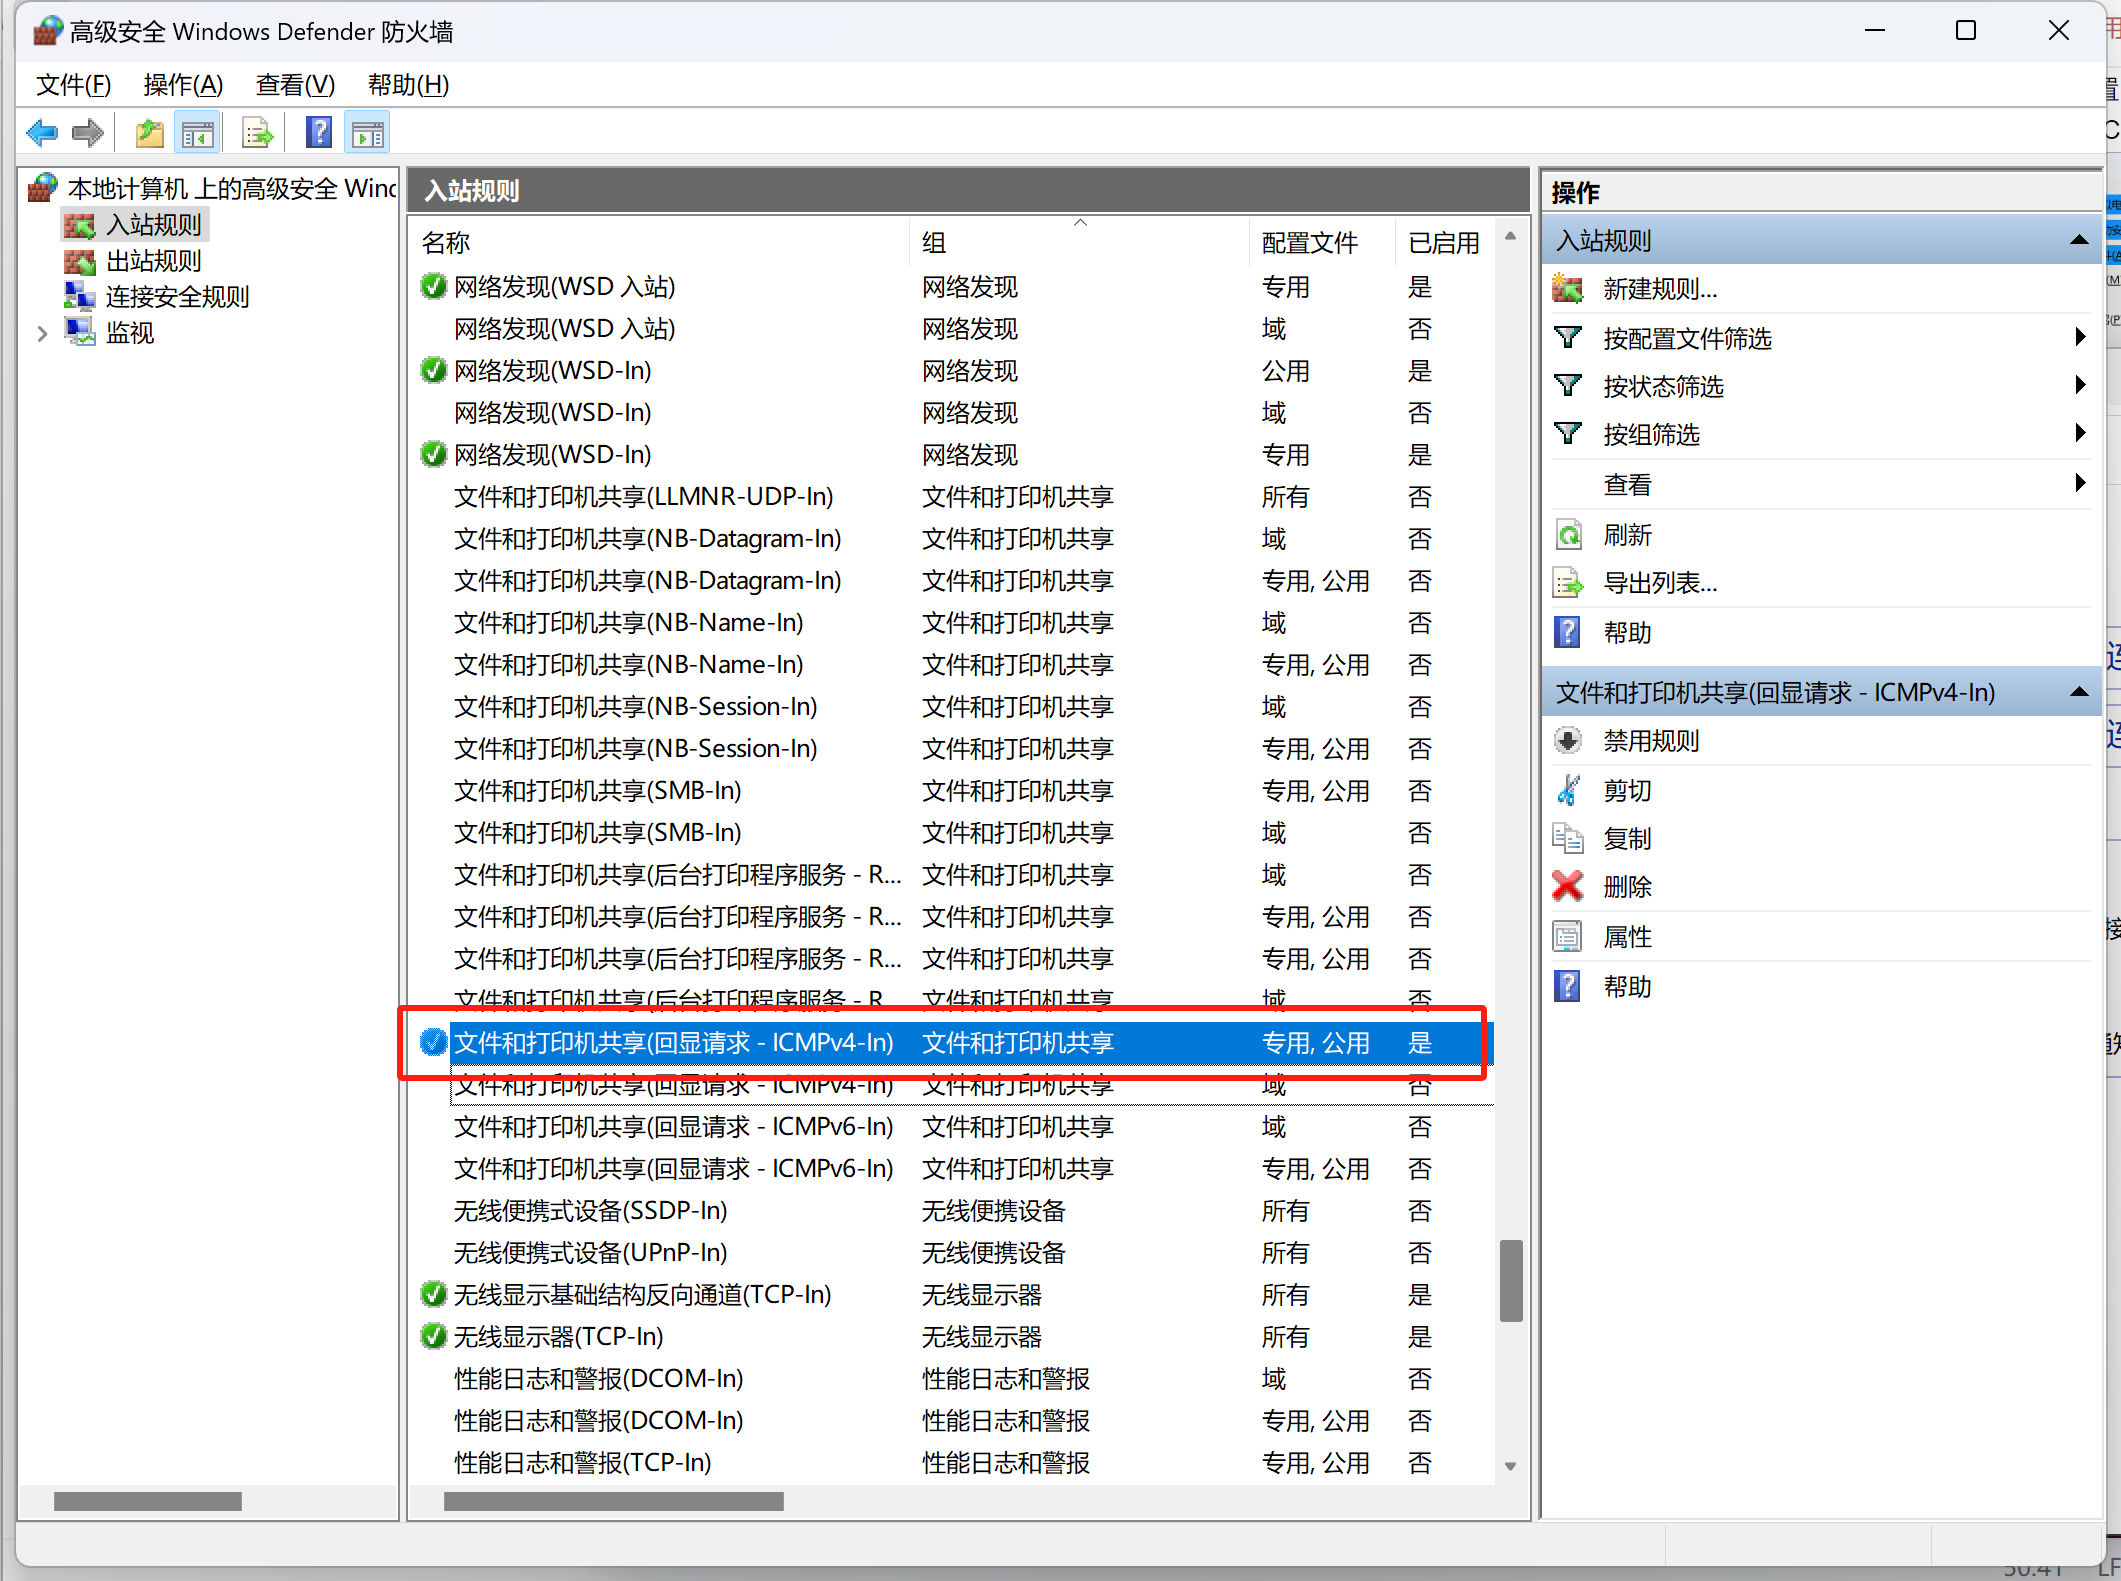 高级安全 Windows Defender 防火墙
文件(F) 操作(A) 查看(V) 帮助(H)
本地计算机 上的高级安全 Wind
入站规则
出站规则
连接安全规则
监视
入站规则
名称 组 配置文件 已启用
网络发现(WSD 入站) 网络发现 专用 是
网络发现(WSD 入站) 网络发现 域 否
网络发现(WSD-In) 网络发现 公用 是
网络发现(WSD-In) 网络发现 域 否
网络发现(WSD-In) 网络发现 专用 是
文件和打印机共享(LLMNR-UDP-In) 文件和打印机共享 所有 否
文件和打印机共享(NB-Datagram-In) 文件和打印机共享 域 否
文件和打印机共享(NB-Datagram-In) 文件和打印机共享 专用, 公用 否
文件和打印机共享(NB-Name-In) 文件和打印机共享 域 否
文件和打印机共享(NB-Name-In) 文件和打印机共享 专用, 公用 否
文件和打印机共享(NB-Session-In) 文件和打印机共享 域 否
文件和打印机共享(NB-Session-In) 文件和打印机共享 专用, 公用 否
文件和打印机共享(SMB-In) 文件和打印机共享 专用, 公用 否
文件和打印机共享(SMB-In) 文件和打印机共享 域 否
文件和打印机共享(后台打印程序服务 - R... 文件和打印机共享 域 否
文件和打印机共享(后台打印程序服务 - R... 文件和打印机共享 专用, 公用 否
文件和打印机共享(后台打印程序服务 - R... 文件和打印机共享 专用, 公用 否
文件和打印机共享(后台打印程序服务 - R 文件和打印机共享 域 否
文件和打印机共享(回显请求 - ICMPv4-In) 文件和打印机共享 专用, 公用 是
文件和打印机共享(回显请求 - ICMPv4-In) 文件和打印机共享 域 否
文件和打印机共享(回显请求 - ICMPv6-In) 文件和打印机共享 域 否
文件和打印机共享(回显请求 - ICMPv6-In) 文件和打印机共享 专用, 公用 否
无线便携式设备(SSDP-In) 无线便携设备 所有 否
无线便携式设备(UPnP-In) 无线便携设备 所有 否
无线显示基础结构反向通道(TCP-In) 无线显示器 所有 是
无线显示器(TCP-In) 无线显示器 所有 是
性能日志和警报(DCOM-In) 性能日志和警报 域 否
性能日志和警报(DCOM-In) 性能日志和警报 专用, 公用 否
性能日志和警报(TCP-In) 性能日志和警报 专用, 公用 否
操作
入站规则
新建规则...
按配置文件筛选
按状态筛选
按组筛选
查看
刷新
导出列表...
帮助
文件和打印机共享(回显请求 - ICMPv4-In)
禁用规则
剪切
复制
删除
属性
帮助